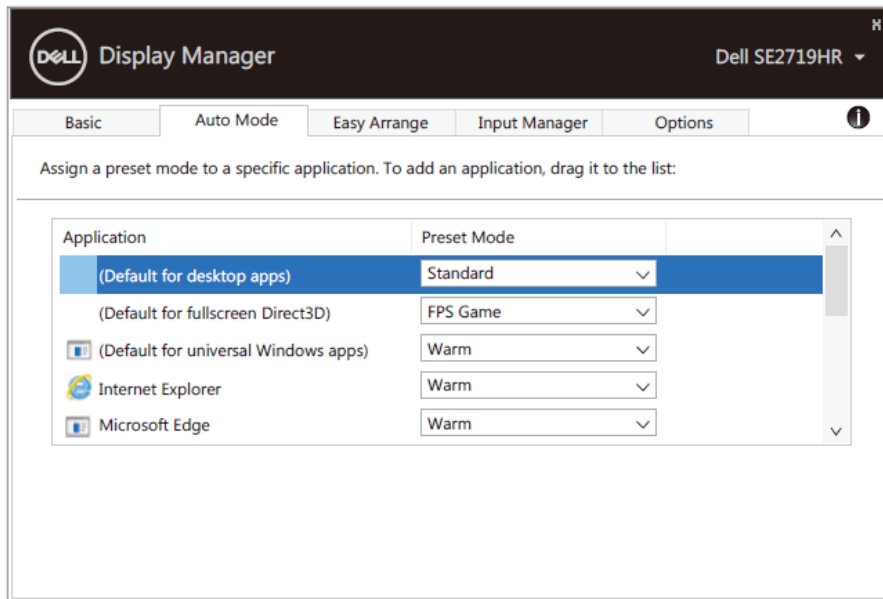 DELL Display Manager
Dell SE2719HR
Basic Auto Mode Easy Arrange Input Manager Options
Assign a preset mode to a specific application. To add an application, drag it to the list:
Application Preset Mode
(Default for desktop apps) Standard
(Default for fullscreen Direct3D) FPS Game
(Default for universal Windows apps) Warm
Internet Explorer Warm
Microsoft Edge Warm